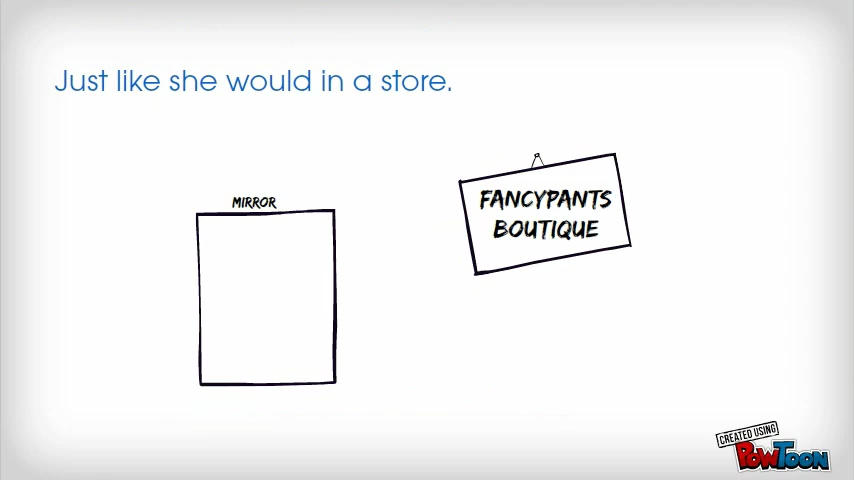 Just like she would in a store.
MIRROR
FANCYPANTS
BOUTIQUE
CREATED USING
POWTOON